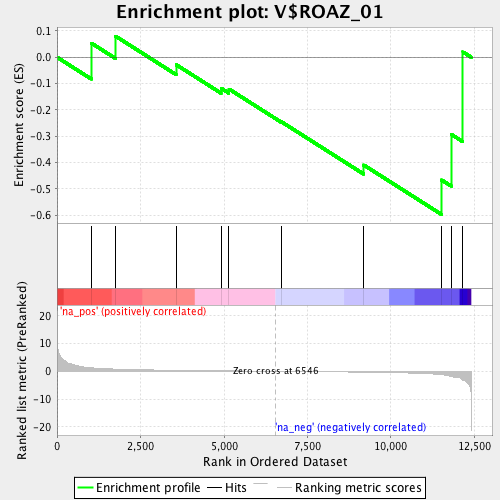 Enrichment plot: V$ROAZ_01
Enrichment score (ES)
0.1
0.0
-0.1
-0.2
-0.3
-0.4
-0.5
-0.6
'na_pos' (positively correlated)
Ranked list metric (PreRanked)
20
10
0
-10
-20
Zero cross at 6546
'na_neg' (negatively correlated)
0
2,500
5,000
7,500
10,000
12,500
Rank in Ordered Dataset
Enrichment profile
Hits
Ranking metric scores